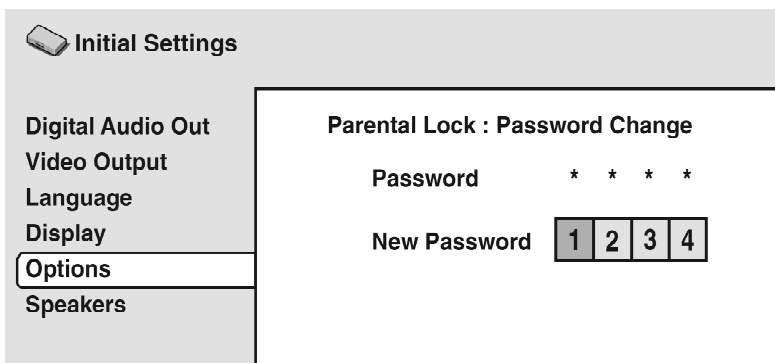 Initial Settings
Digital Audio Out
Video Output
Language
Display
Options
Speakers
Parental Lock : Password Change
Password * * * *
New Password 1 2 3 4